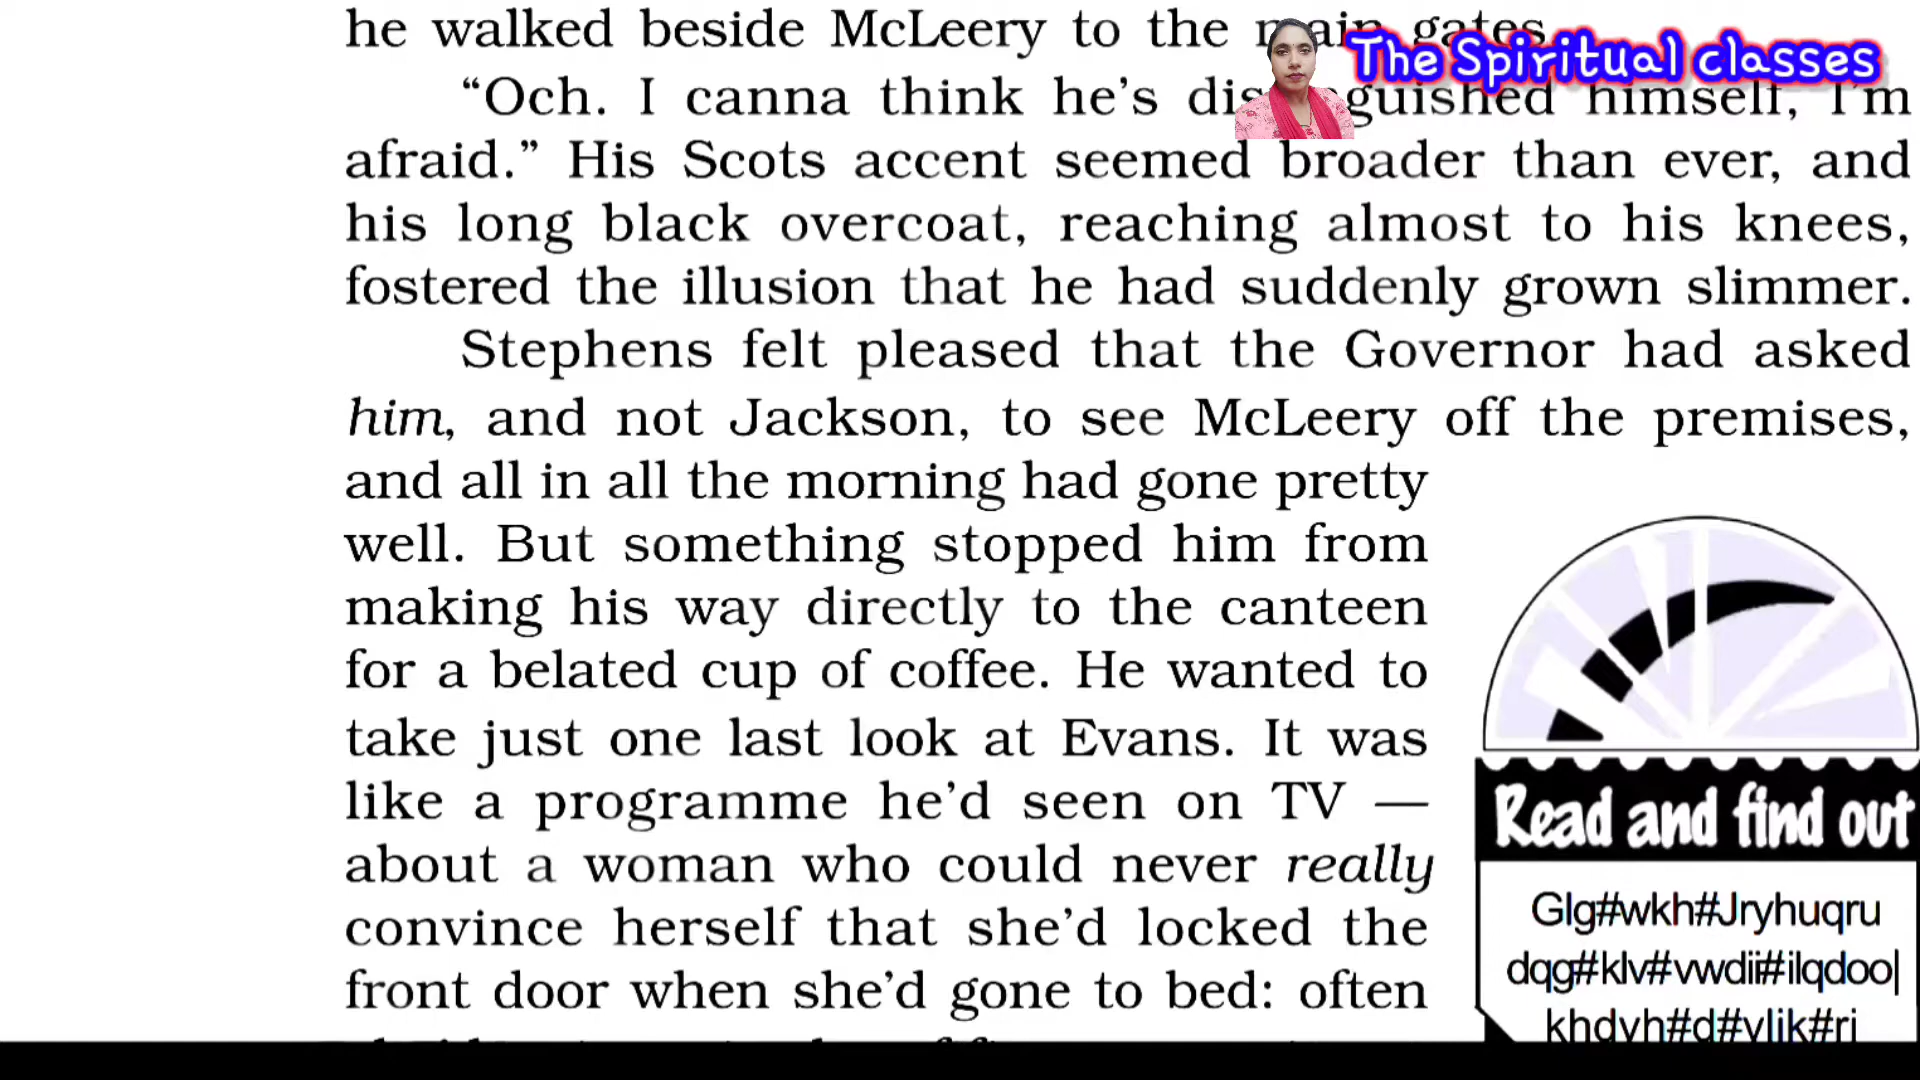 he walked beside McLeery to the main gates.
The Spiritual classes
“Och. I canna think he’s distinguished himself, I’m
afraid.” His Scots accent seemed broader than ever, and
his long black overcoat, reaching almost to his knees,
fostered the illusion that he had suddenly grown slimmer.
Stephens felt pleased that the Governor had asked
him, and not Jackson, to see McLeery off the premises,
and all in all the morning had gone pretty
well. But something stopped him from
making his way directly to the canteen
for a belated cup of coffee. He wanted to
take just one last look at Evans. It was
like a programme he’d seen on TV —
about a woman who could never really
convince herself that she’d locked the
front door when she’d gone to bed: often
Read and find out
Glg#wkh#Jryhuqru
dqg#klv#vwdii#ilqdoo|
khdyh#d#vljk#ri